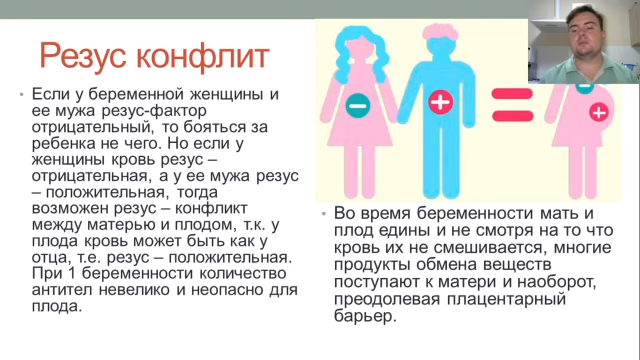 Резус конфлит
• Если у беременной женщины и
ее мужа резус-фактор
отрицательный, то бояться за
ребенка не чего. Но если у
женщины кровь резус –
отрицательная, а у ее мужа резус
– положительная, тогда
возможен резус – конфликт
между матерью и плодом, т.к. у
плода кровь может быть как у
отца, т.е. резус – положительная.
При 1 беременности количество
антител невелико и неопасно для
плода.
• Во время беременности мать и
плод едины и не смотря на то что
кровь их не смешивается, многие
продукты обмена веществ
поступают к матери и наоборот,
преодолевая плацентарный
барьер.